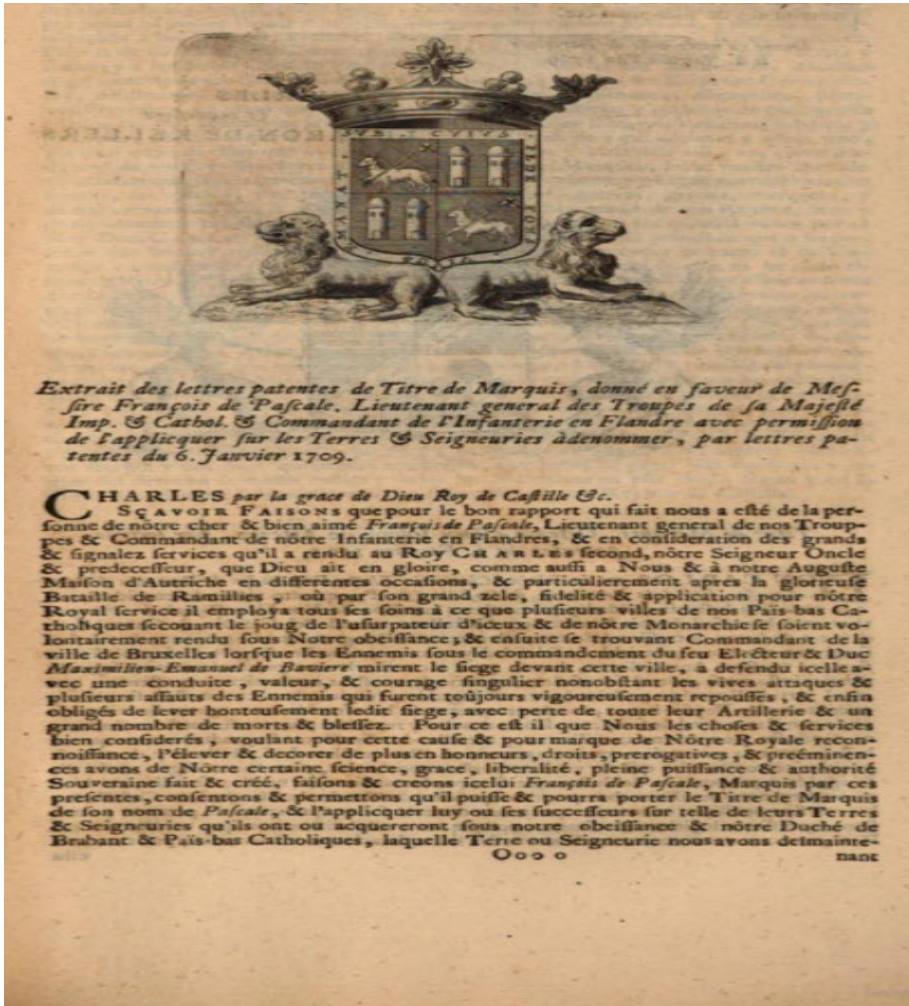 MANAT. SVB CVIVS PEDE
Extrait des lettres patentes de Titre de Marquis, donné en faveur de Meſ-
ſire François de Paſcale, Lieutenant general des Troupes de ſa Majeſté
Imp. & Cathol. & Commandant de l'Infanterie en Flandre avec permiſſion
de l'applicquer ſur les Terres & Seigneuries àdenommer, par lettres pa-
tentes du 6. Janvier 1709.
CHARLES par la grace de Dieu Roy de Caſtille &c.
SÇAVOIR FAISONS que pour le bon rapport qui fait nous a eſté de la per-
ſonne de nôtre cher & bien aimé François de Paſcale, Lieutenant general de nos Troup-
pes & Commandant de nôtre Infanterie en Flandres, & en conſideration des grands
& ſignalez ſervices qu'il a rendu au Roy CHARLES ſecond, nôtre Seigneur Oncle
& predeceſſeur, que Dieu ait en gloire, comme auſſi a Nous & à notre Auguſte
Maiſon d'Autriche en differentes occaſions, & particulierement aprés la glorieuſe
Bataille de Ramillies, où par ſon grand zele, fidelité & application pour nôtre
Royal ſervice il employa tous ſes ſoins à ce que pluſieurs villes de nos Païs-bas Ca-
tholiques ſecouant le joug de l'uſurpateur d'iceux & de nôtre Monarchie ſe ſoient vo-
lontairement rendu ſous Notre obeiſſance; & enſuite ſe trouvant Commandant de la
ville de Bruxelles lorſque les Ennemis ſous le commandement du feu Electeur & Duc
Maximilien-Emanuel de Baviere mirent le ſiege devant cette ville, a defendu icelle a-
vec une conduite, valeur, & courage ſingulier nonobſtant les vives attaques &
pluſieurs aſſauts des Ennemis qui furent toûjours vigoureuſement repouſſés, & enfin
obligés de lever honteuſement ledit ſiege, avec perte de toute leur Artillerie & un
grand nombre de morts & bleſſez. Pour ce eſt il que Nous les choſes & ſervices
bien conſiderés, voulant pour cette cauſe & pour marque de Nôtre Royale recon-
noiſſance, l'élever & decorer de plus en honneurs, droits, prerogatives, & preéminen-
ces avons de Nôtre certaine ſcience, grace, liberalité, pleine puiſſance & authorité
Souveraine fait & créé, faiſons & creons icelui François de Paſcale, Marquis par ces
preſentes, conſentons & permettons qu'il puiſſe & pourra porter le Titre de Marquis
de ſon nom de Paſcale, & l'applicquer luy ou ſes ſucceſſeurs ſur telle de leurs Terres
& Seigneuries qu'ils ont ou acquereront ſous notre obeiſſance & nôtre Duché de
Brabant & Païs-bas Catholiques, laquelle Terre ou Seigneurie nous avons deſmainte-
Oooo o nant